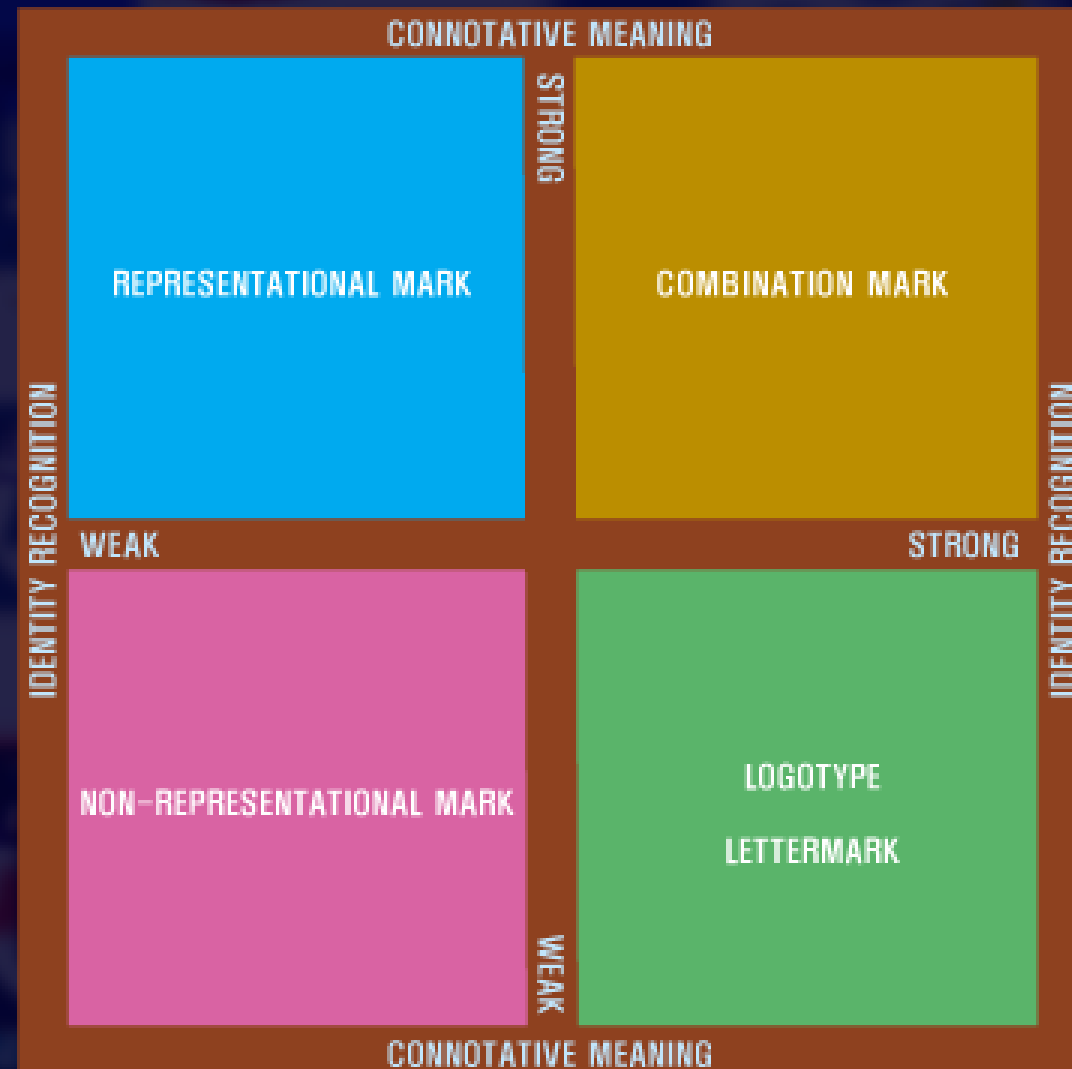 CONNOTATIVE MEANING
STRONG
REPRESENTATIONAL MARK
COMBINATION MARK
IDENTITY RECOGNITION
WEAK
STRONG
IDENTITY RECOGNITION
NON-REPRESENTATIONAL MARK
LOGOTYPE
LETTERMARK
WEAK
CONNOTATIVE MEANING